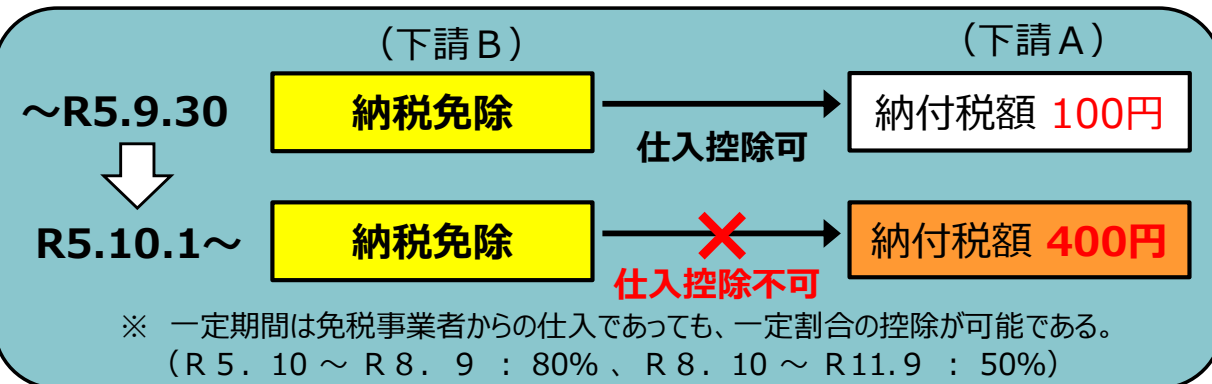 （下請Ｂ） （下請Ａ）
～R5.9.30 納税免除 納付税額 100円
仕入控除可
R5.10.1～ 納税免除 納付税額 400円
仕入控除不可
※ 一定期間は免税事業者からの仕入であっても、一定割合の控除が可能である。
（Ｒ５．10 ～ Ｒ８．９ ： 80% 、Ｒ８．10 ～ Ｒ11.９ ： 50%）